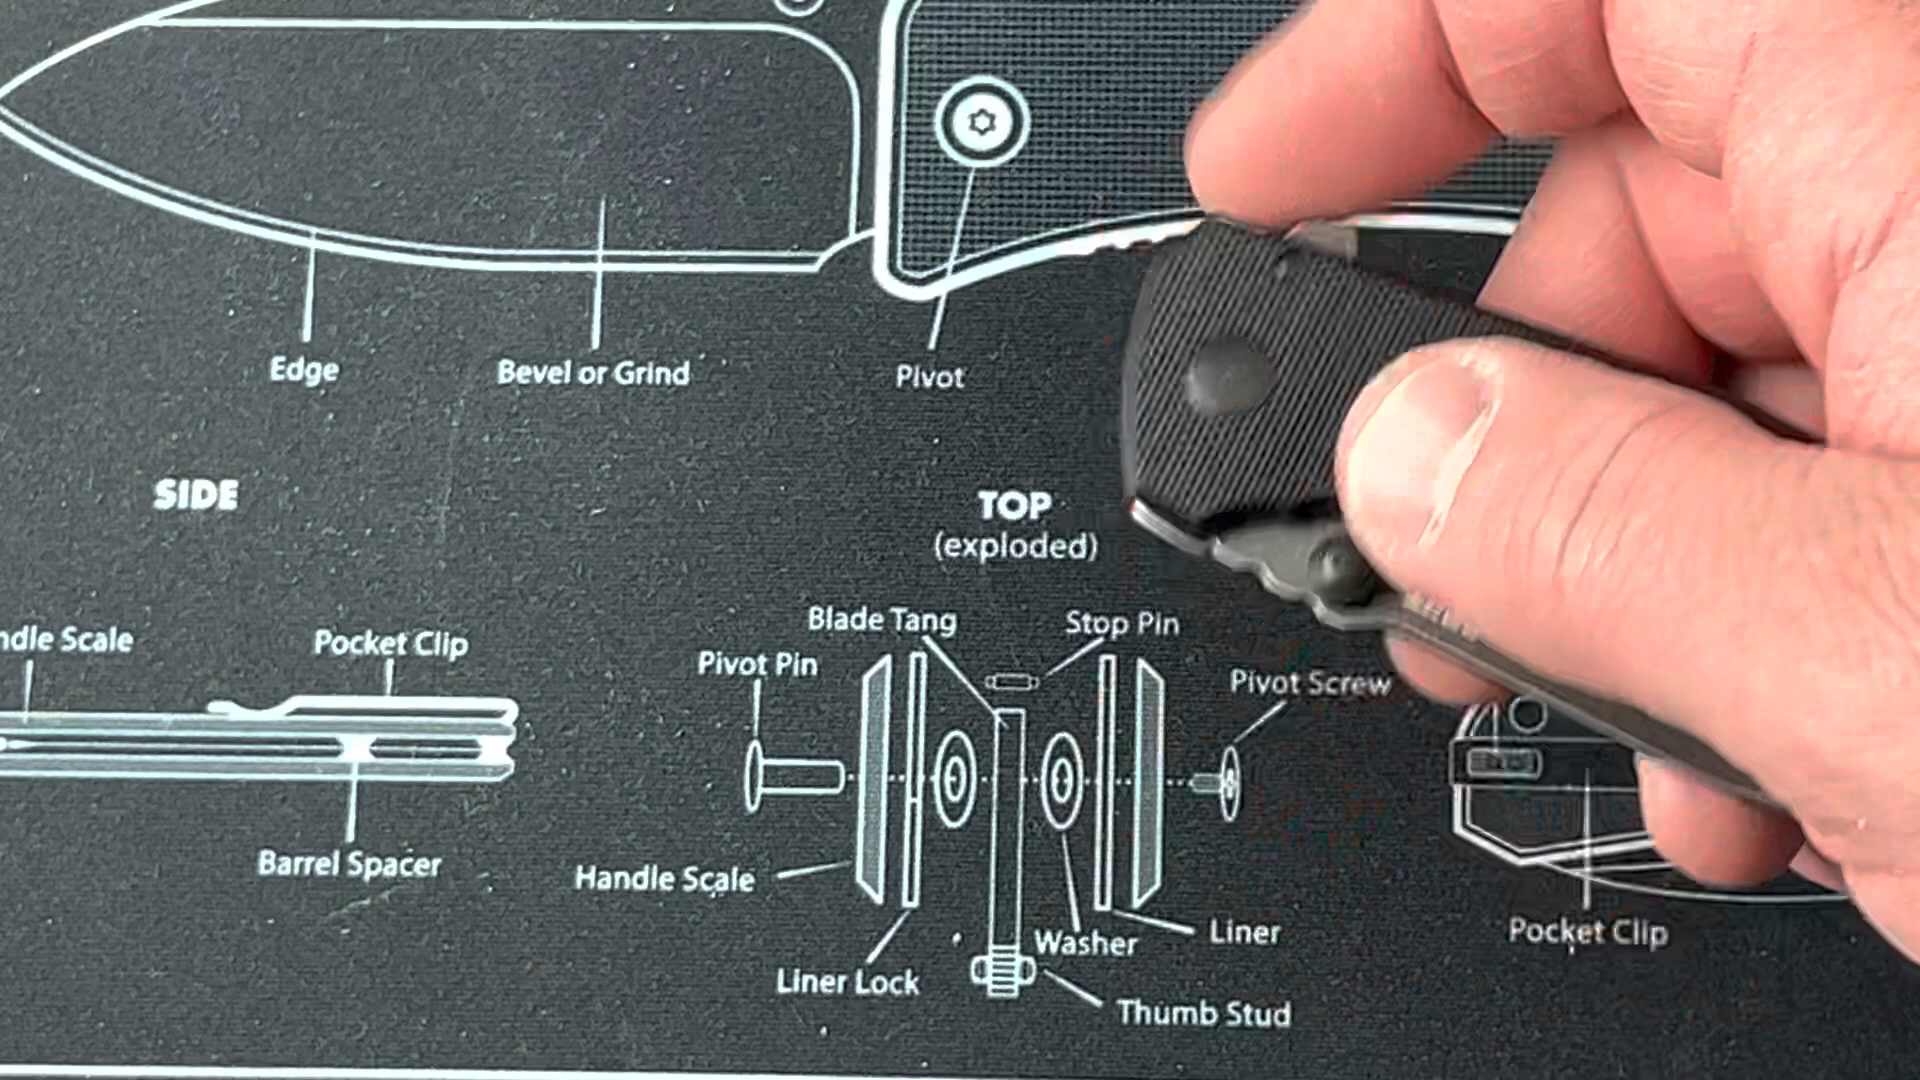 Edge
Bevel or Grind
Pivot
SIDE
TOP
(exploded)
ndle Scale
Pocket Clip
Blade Tang
Stop Pin
Pivot Pin
Pivot Screw
Barrel Spacer
Handle Scale
Washer
Liner
Liner Lock
Thumb Stud
Pocket Clip